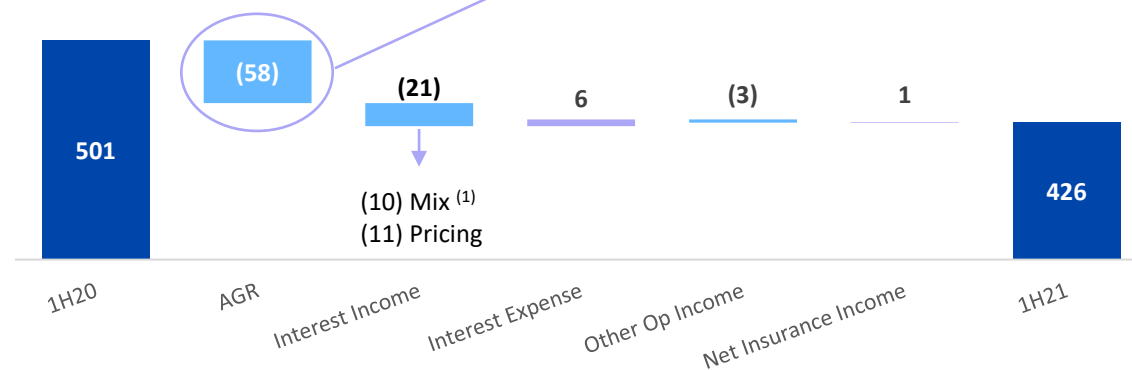 501
(58)
(21)
6
(3)
1
426
(10) Mix (1)
(11) Pricing
1H20
AGR
Interest Income
Interest Expense
Other Op Income
Net Insurance Income
1H21